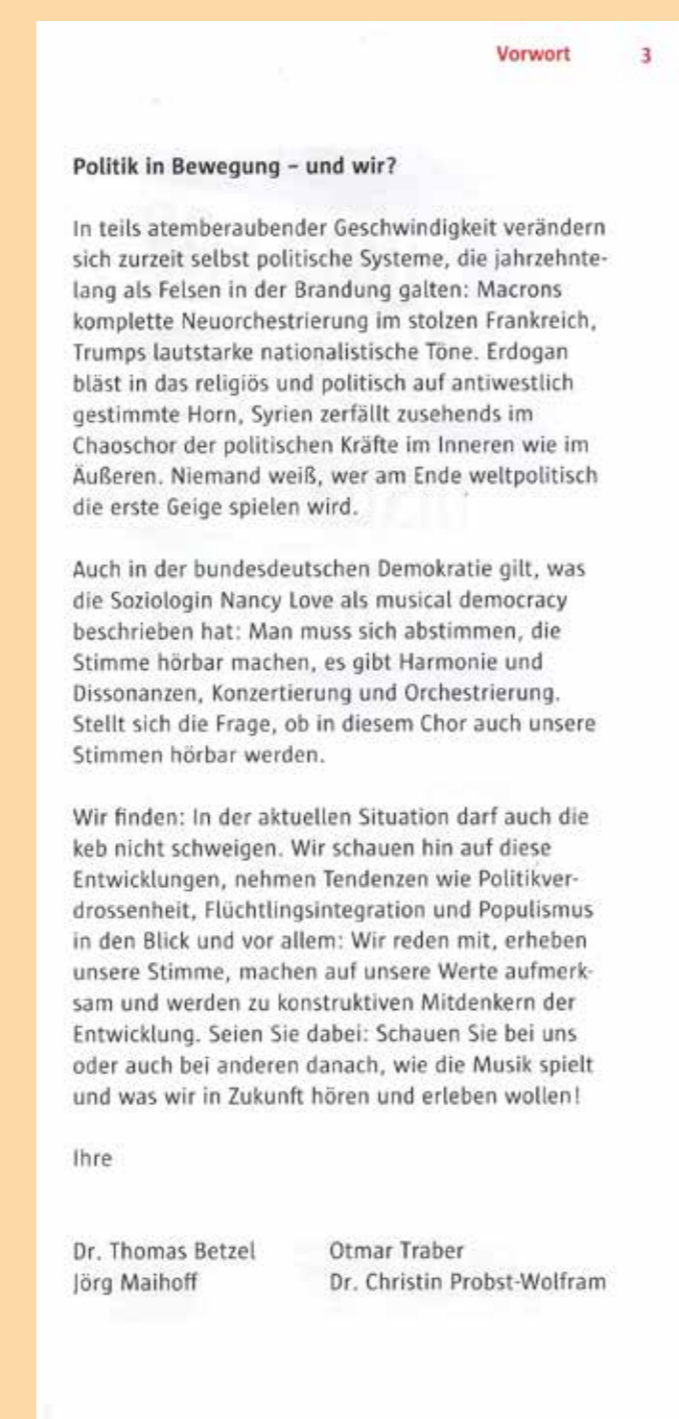 Vorwort 3
Politik in Bewegung – und wir?
In teils atemberaubender Geschwindigkeit verändern
sich zurzeit selbst politische Systeme, die jahrzehnte-
lang als Felsen in der Brandung galten: Macrons
komplette Neuorchestrierung im stolzen Frankreich,
Trumps lautstarke nationalistische Töne. Erdogan
bläst in das religiös und politisch auf antiwestlich
gestimmte Horn, Syrien zerfällt zusehends im
Chaoschor der politischen Kräfte im Inneren wie im
Äußeren. Niemand weiß, wer am Ende weltpolitisch
die erste Geige spielen wird.
Auch in der bundesdeutschen Demokratie gilt, was
die Soziologin Nancy Love als musical democracy
beschrieben hat: Man muss sich abstimmen, die
Stimme hörbar machen, es gibt Harmonie und
Dissonanzen, Konzertierung und Orchestrierung.
Stellt sich die Frage, ob in diesem Chor auch unsere
Stimmen hörbar werden.
Wir finden: In der aktuellen Situation darf auch die
keb nicht schweigen. Wir schauen hin auf diese
Entwicklungen, nehmen Tendenzen wie Politikver-
drossenheit, Flüchtlingsintegration und Populismus
in den Blick und vor allem: Wir reden mit, erheben
unsere Stimme, machen auf unsere Werte aufmerk-
sam und werden zu konstruktiven Mitdenkern der
Entwicklung. Seien Sie dabei: Schauen Sie bei uns
oder auch bei anderen danach, wie die Musik spielt
und was wir in Zukunft hören und erleben wollen!
Ihre
Dr. Thomas Betzel Otmar Traber
Jörg Maihoff Dr. Christin Probst-Wolfram